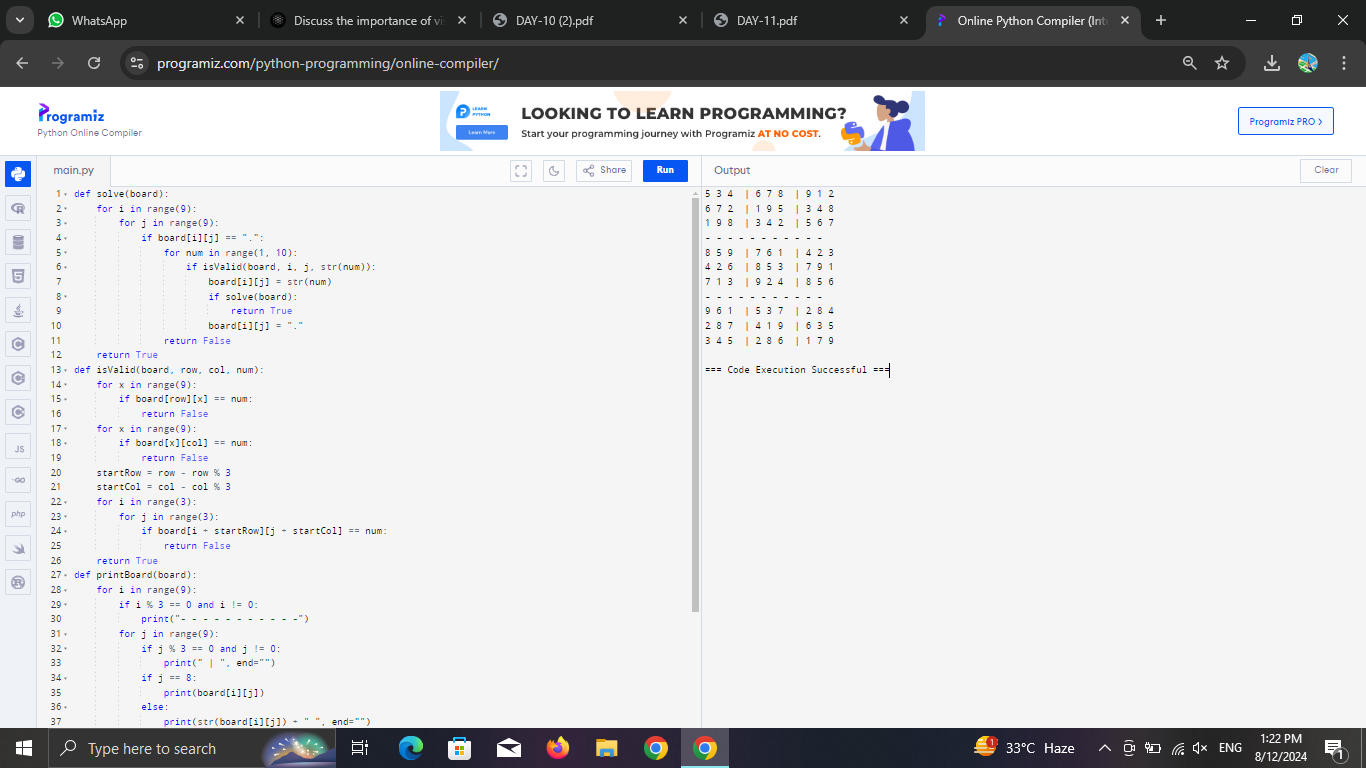 WhatsApp
Discuss the importance of vi
DAY-10 (2).pdf
DAY-11.pdf
Online Python Compiler (Int
programiz.com/python-programming/online-compiler/
Programiz
Python Online Compiler
LEARN
PYTHON
Learn More
LOOKING TO LEARN PROGRAMMING?
Start your programming journey with Programiz AT NO COST.
Programiz PRO >
main.py
Share
Run
Output
Clear
JS
GO
php
1 def solve(board):
2 for i in range(9):
3 for j in range(9):
4 if board[i][j] == ".":
5 for num in range(1, 10):
6 if isValid(board, i, j, str(num)):
7 board[i][j] = str(num)
8 if solve(board):
9 return True
10 board[i][j] = "."
11 return False
12 return True
13 def isValid(board, row, col, num):
14 for x in range(9):
15 if board[row][x] == num:
16 return False
17 for x in range(9):
18 if board[x][col] == num:
19 return False
20 startRow = row - row % 3
21 startCol = col - col % 3
22 for i in range(3):
23 for j in range(3):
24 if board[i + startRow][j + startCol] == num:
25 return False
26 return True
27 def printBoard(board):
28 for i in range(9):
29 if i % 3 == 0 and i != 0:
30 print("- - - - - - - - - - -")
31 for j in range(9):
32 if j % 3 == 0 and j != 0:
33 print(" | ", end="")
34 if j == 8:
35 print(board[i][j])
36 else:
37 print(str(board[i][j]) + " ", end="")
5 3 4 | 6 7 8 | 9 1 2
6 7 2 | 1 9 5 | 3 4 8
1 9 8 | 3 4 2 | 5 6 7
- - - - - - - - - - -
8 5 9 | 7 6 1 | 4 2 3
4 2 6 | 8 5 3 | 7 9 1
7 1 3 | 9 2 4 | 8 5 6
- - - - - - - - - - -
9 6 1 | 5 3 7 | 2 8 4
2 8 7 | 4 1 9 | 6 3 5
3 4 5 | 2 8 6 | 1 7 9
=== Code Execution Successful ===
Type here to search
1
33°C Haze
ENG
1:22 PM
8/12/2024
1